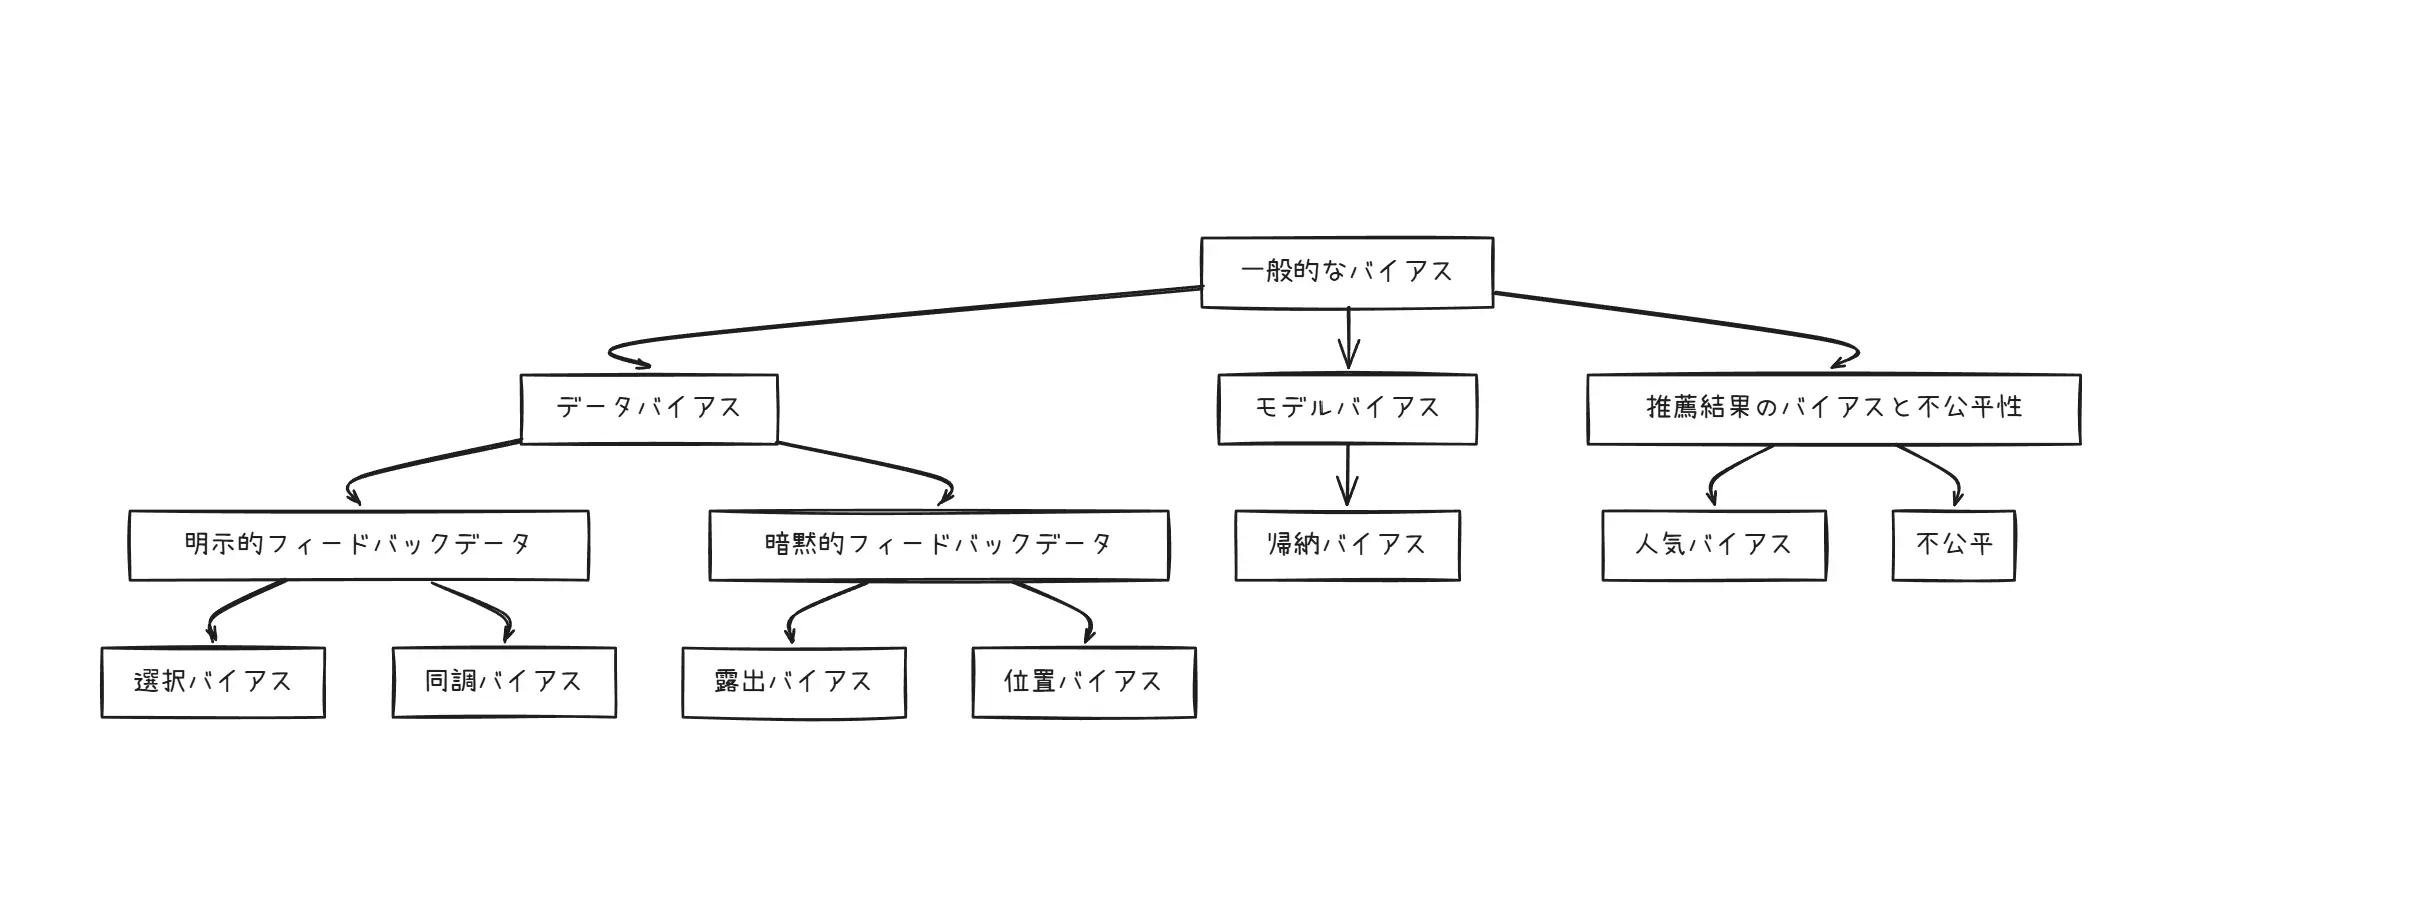 一般的なバイアス
データバイアス
モデルバイアス
推薦結果のバイアスと不公平性
明示的フィードバックデータ
暗黙的フィードバックデータ
帰納バイアス
人気バイアス
不公平
選択バイアス
同調バイアス
露出バイアス
位置バイアス